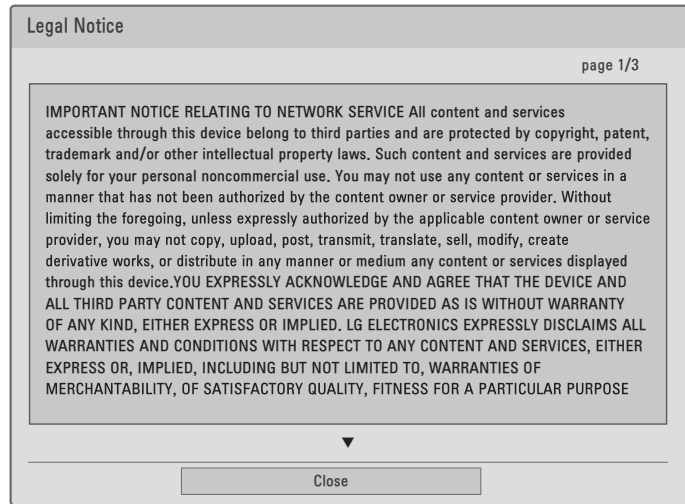 Legal Notice
page 1/3
IMPORTANT NOTICE RELATING TO NETWORK SERVICE All content and services
accessible through this device belong to third parties and are protected by copyright, patent,
trademark and/or other intellectual property laws. Such content and services are provided
solely for your personal noncommercial use. You may not use any content or services in a
manner that has not been authorized by the content owner or service provider. Without
limiting the foregoing, unless expressly authorized by the applicable content owner or service
provider, you may not copy, upload, post, transmit, translate, sell, modify, create
derivative works, or distribute in any manner or medium any content or services displayed
through this device.YOU EXPRESSLY ACKNOWLEDGE AND AGREE THAT THE DEVICE AND
ALL THIRD PARTY CONTENT AND SERVICES ARE PROVIDED AS IS WITHOUT WARRANTY
OF ANY KIND, EITHER EXPRESS OR IMPLIED. LG ELECTRONICS EXPRESSLY DISCLAIMS ALL
WARRANTIES AND CONDITIONS WITH RESPECT TO ANY CONTENT AND SERVICES, EITHER
EXPRESS OR, IMPLIED, INCLUDING BUT NOT LIMITED TO, WARRANTIES OF
MERCHANTABILITY, OF SATISFACTORY QUALITY, FITNESS FOR A PARTICULAR PURPOSE
Close